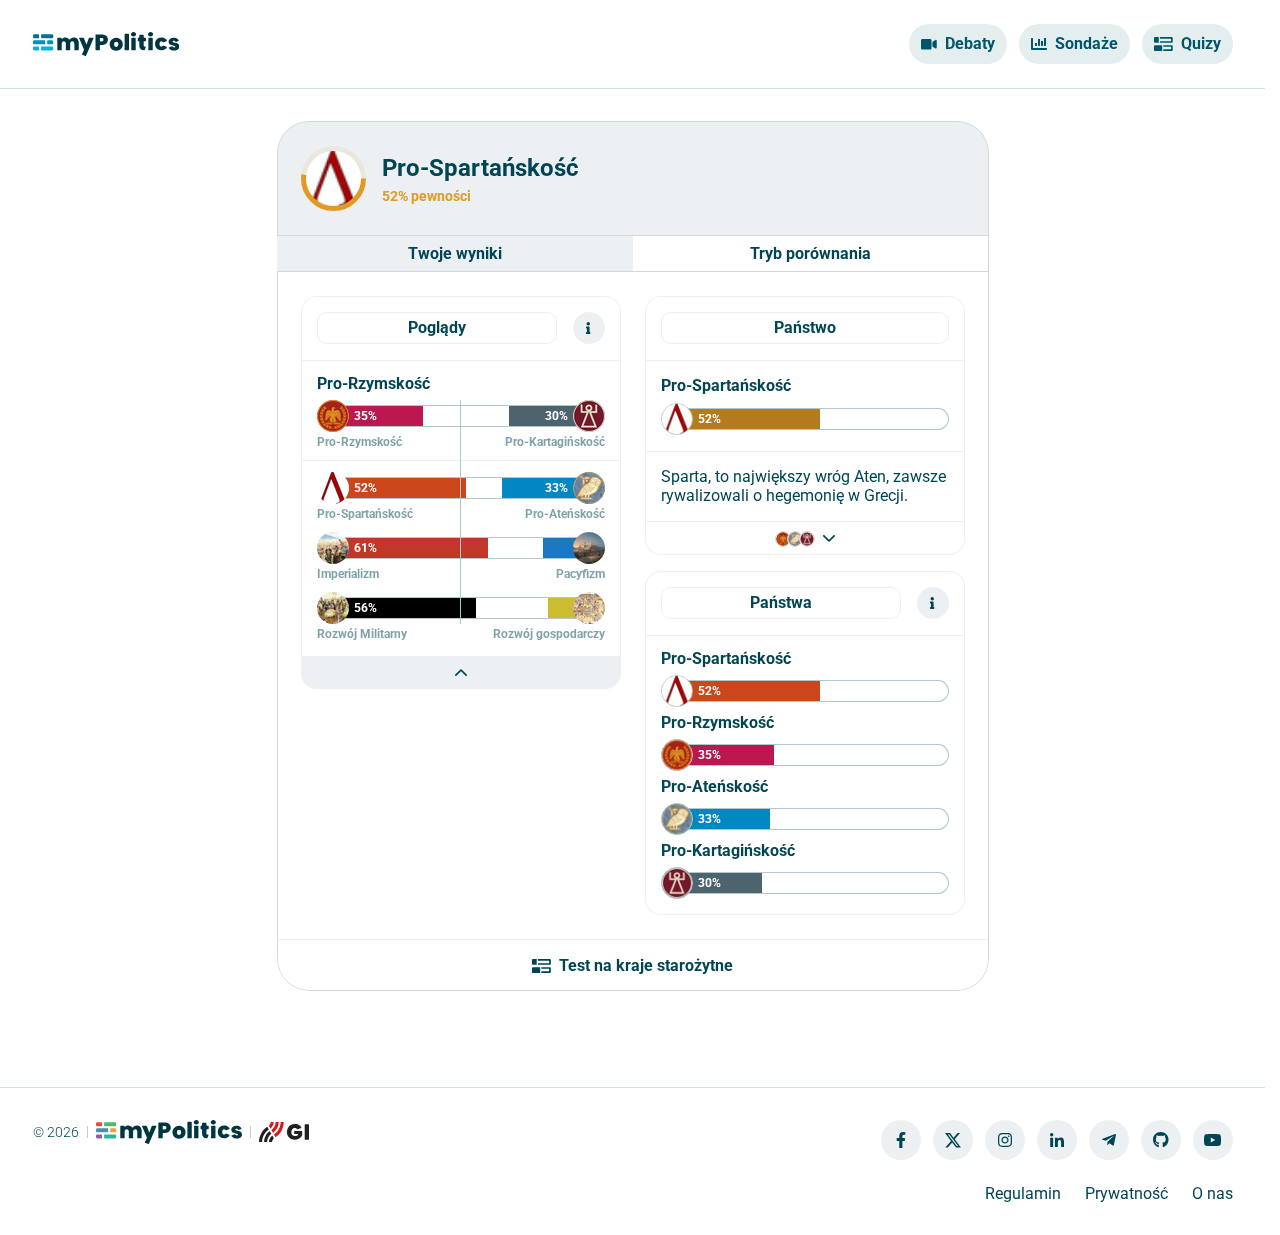 myPolitics
Debaty
Sondaże
Quizy
Pro-Spartańskość
52% pewności
Twoje wyniki
Tryb porównania
Poglądy
Pro-Rzymskość
35%
30%
Pro-Rzymskość
Pro-Kartagińskość
52%
33%
Pro-Spartańskość
Pro-Ateńskość
61%
Imperializm
Pacyfizm
56%
Rozwój Militarny
Rozwój gospodarczy
Państwo
Pro-Spartańskość
52%
Sparta, to największy wróg Aten, zawsze
rywalizowali o hegemonię w Grecji.
Państwa
Pro-Spartańskość
52%
Pro-Rzymskość
35%
Pro-Ateńskość
33%
Pro-Kartagińskość
30%
Test na kraje starożytne
© 2026
myPolitics
GI
Regulamin
Prywatność
O nas